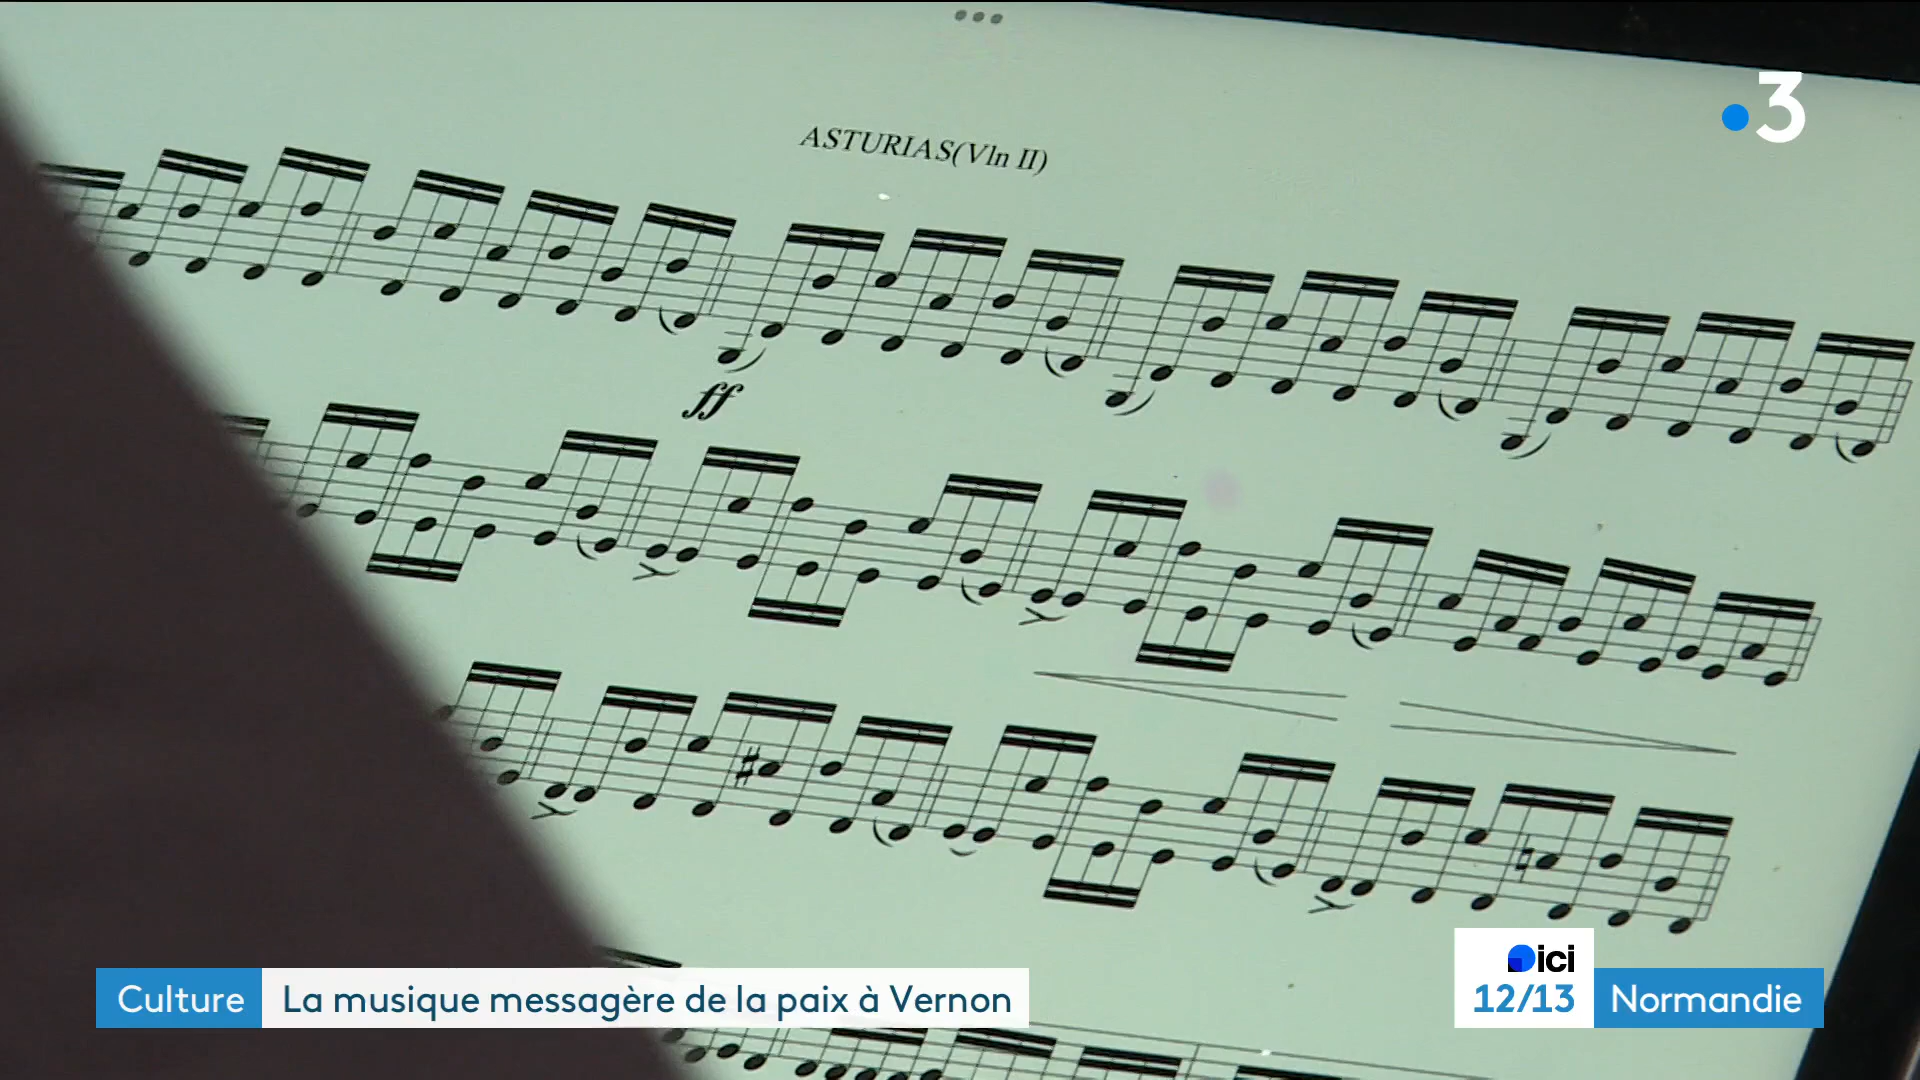 ASTURIAS(Vln II)
3
ff
ici
12/13
Normandie
Culture
La musique messagère de la paix à Vernon